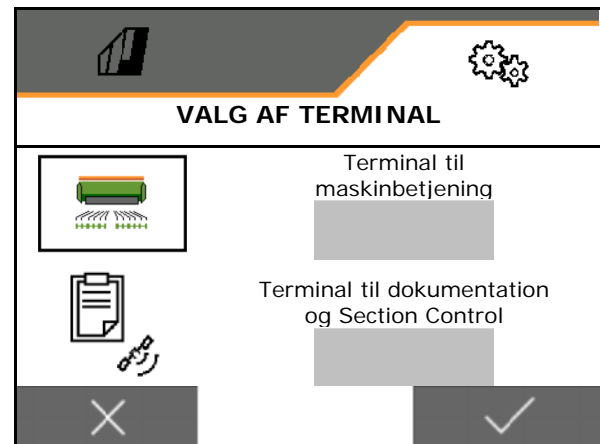 VALG AF TERMINAL
Terminal til
maskinbetjening
Terminal til dokumentation
og Section Control